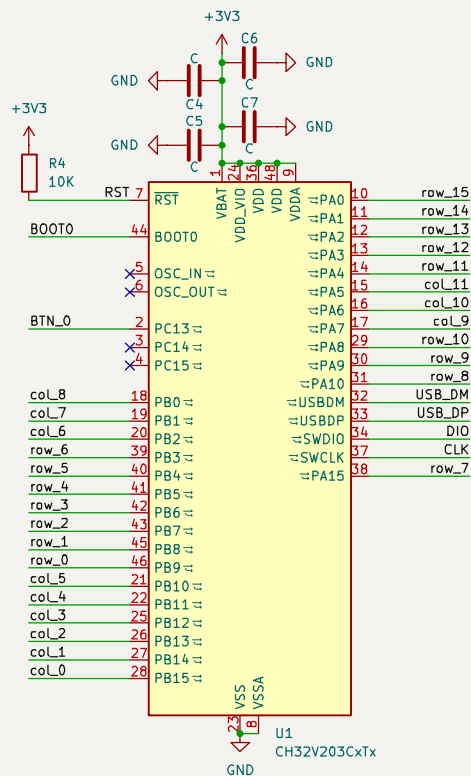 +3V3
C6
C
GND
GND
C4
C
C7
+3V3
C5
GND
GND
C
C
R4
10K
1
24
36
48
9
VBAT
VDD_VIO
VDD
VDD
VDDA
RST 7 RST
PA0 10 row_15
PA1 11 row_14
BOOT0 44 BOOT0
PA2 12 row_13
PA3 13 row_12
5 OSC_IN
PA4 14 row_11
6 OSC_OUT
PA5 15 col_11
PA6 16 col_10
BTN_0 2 PC13
PA7 17 col_9
3 PC14
PA8 29 row_10
4 PC15
PA9 30 row_9
PA10 31 row_8
col_8 18 PB0
USBDM 32 USB_DM
col_7 19 PB1
USBDP 33 USB_DP
col_6 20 PB2
SWDIO 34 DIO
row_6 39 PB3
SWCLK 37 CLK
row_5 40 PB4
PA15 38 row_7
row_4 41 PB5
row_3 42 PB6
row_2 43 PB7
row_1 45 PB8
row_0 46 PB9
col_5 21 PB10
col_4 22 PB11
col_3 25 PB12
col_2 26 PB13
col_1 27 PB14
col_0 28 PB15
VSS
VSSA
23
8
U1
CH32V203CxTx
GND